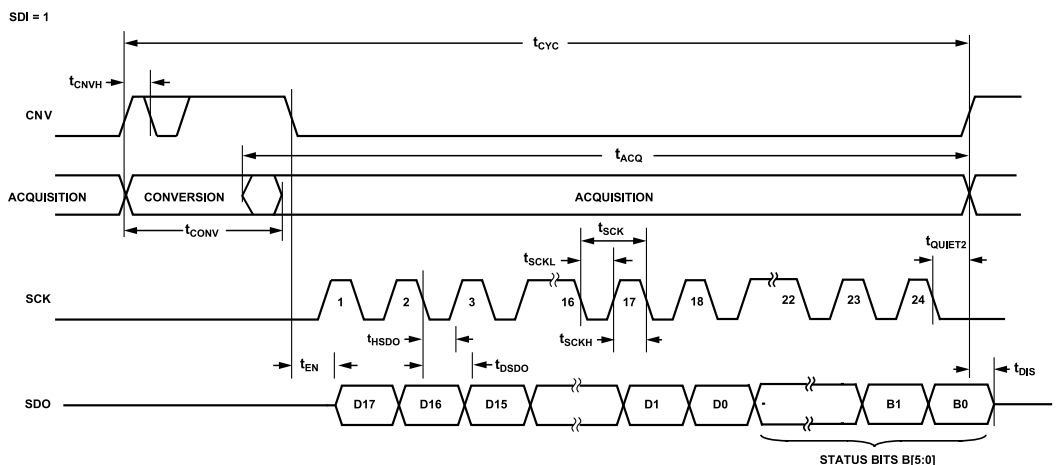 SDI = 1
tCYC
tCNVH
CNV
tACQ
ACQUISITION
CONVERSION
ACQUISITION
tCONV
tSCK
tQUIET2
tSCKL
SCK
1
2
3
16
17
18
22
23
24
tHSDO
tSCKH
tEN
tDSDO
tDIS
SDO
D17
D16
D15
D1
D0
B1
B0
STATUS BITS B[5:0]